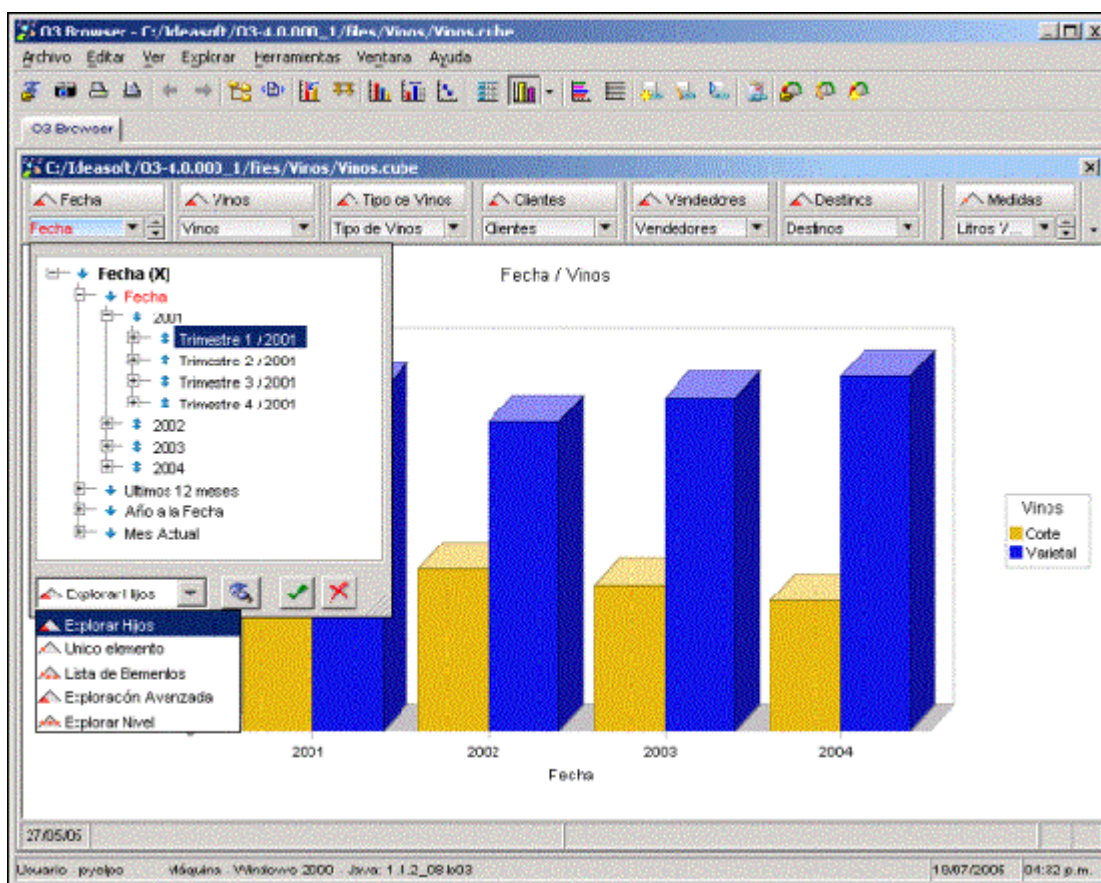 O3 Browser - C:/Ideasoft/O3-4.0.000_1/files/Vinos/Vinos.cube
Archivo Editar Ver Explorar Herramientas Ventana Ayuda
O3 Browser
C:/Ideasoft/O3-4.0.000_1/files/Vinos/Vinos.cube
Fecha Vinos Tipo de Vinos Clientes Vendedores Destinos Medidas
Fecha Vinos Tipo de Vinos Clientes Vendedores Destinos Litros V...
Fecha / Vinos
Fecha (X)
Fecha
2001
Trimestre 1 / 2001
Trimestre 2 / 2001
Trimestre 3 / 2001
Trimestre 4 / 2001
2002
2003
2004
Ultimos 12 meses
Año a la Fecha
Mes Actual
Explorar Hijos
Explorar Hijos
Unico elemento
Lista de Elementos
Exploracón Avanzada
Explorar Nivel
Vinos
Corte
Varietal
2001 2002 2003 2004
Fecha
27/05/05
Usuario Máquina - Windows 2000 - Java: 18/07/2005 04:32 p.m.